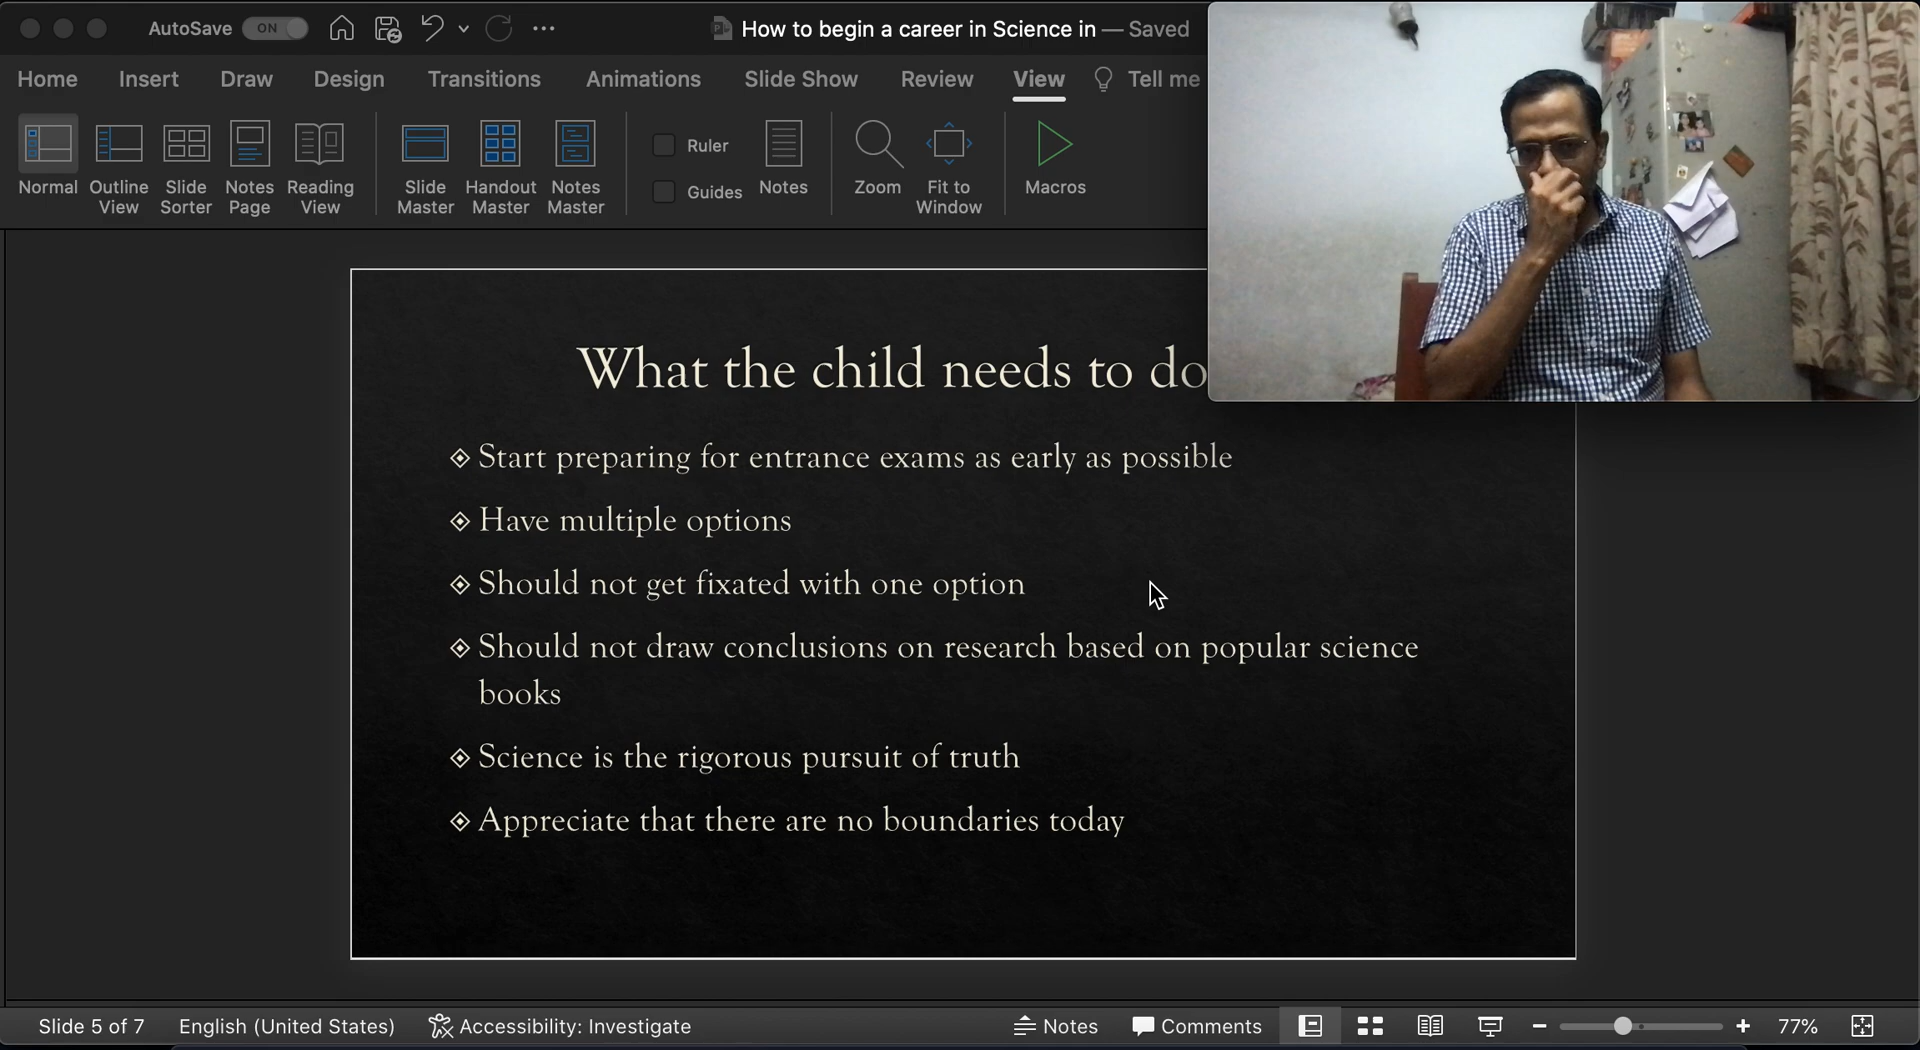 AutoSave ON How to begin a career in Science in — Saved
Home Insert Draw Design Transitions Animations Slide Show Review View Tell me
Ruler
Guides
Normal Outline View Slide Sorter Notes Page Reading View Slide Master Handout Master Notes Master Notes Zoom Fit to Window Macros
What the child needs to do
Start preparing for entrance exams as early as possible
Have multiple options
Should not get fixated with one option
Should not draw conclusions on research based on popular science
books
Science is the rigorous pursuit of truth
Appreciate that there are no boundaries today
Slide 5 of 7 English (United States) Accessibility: Investigate Notes Comments 77%